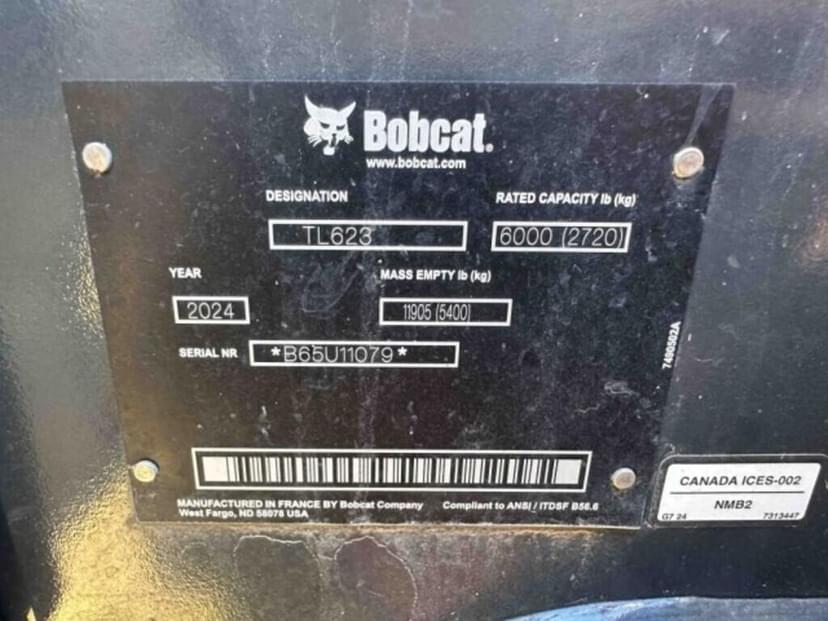 Bobcat.
www.bobcat.com
DESIGNATION
RATED CAPACITY lb (kg)
TL623
6000 (2720)
YEAR
MASS EMPTY lb (kg)
2024
11905 (5400)
SERIAL NR
*B65U11079*
7490502A
MANUFACTURED IN FRANCE BY Bobcat Company
Compliant to ANSI / ITDSF B56.6
West Fargo, ND 58078 USA
CANADA ICES-002
NMB2
G7 24
7313447